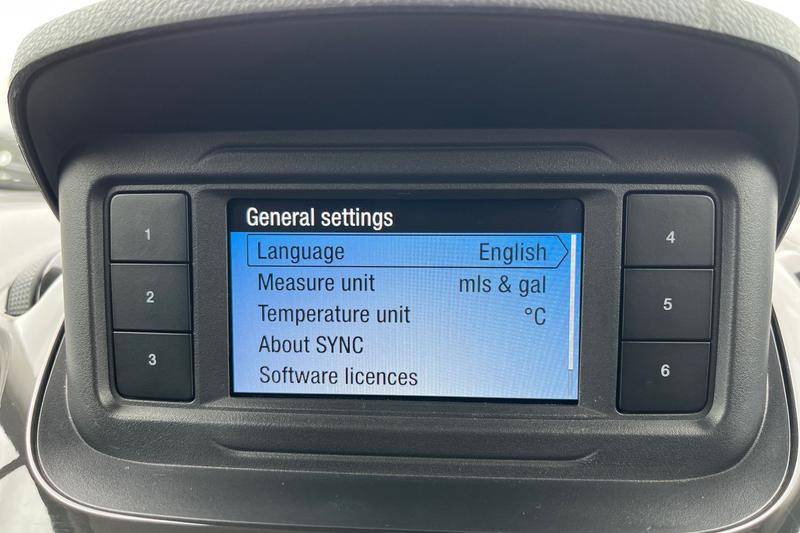 General settings
1
Language English
4
2
Measure unit mls & gal
5
Temperature unit °C
3
About SYNC
6
Software licences